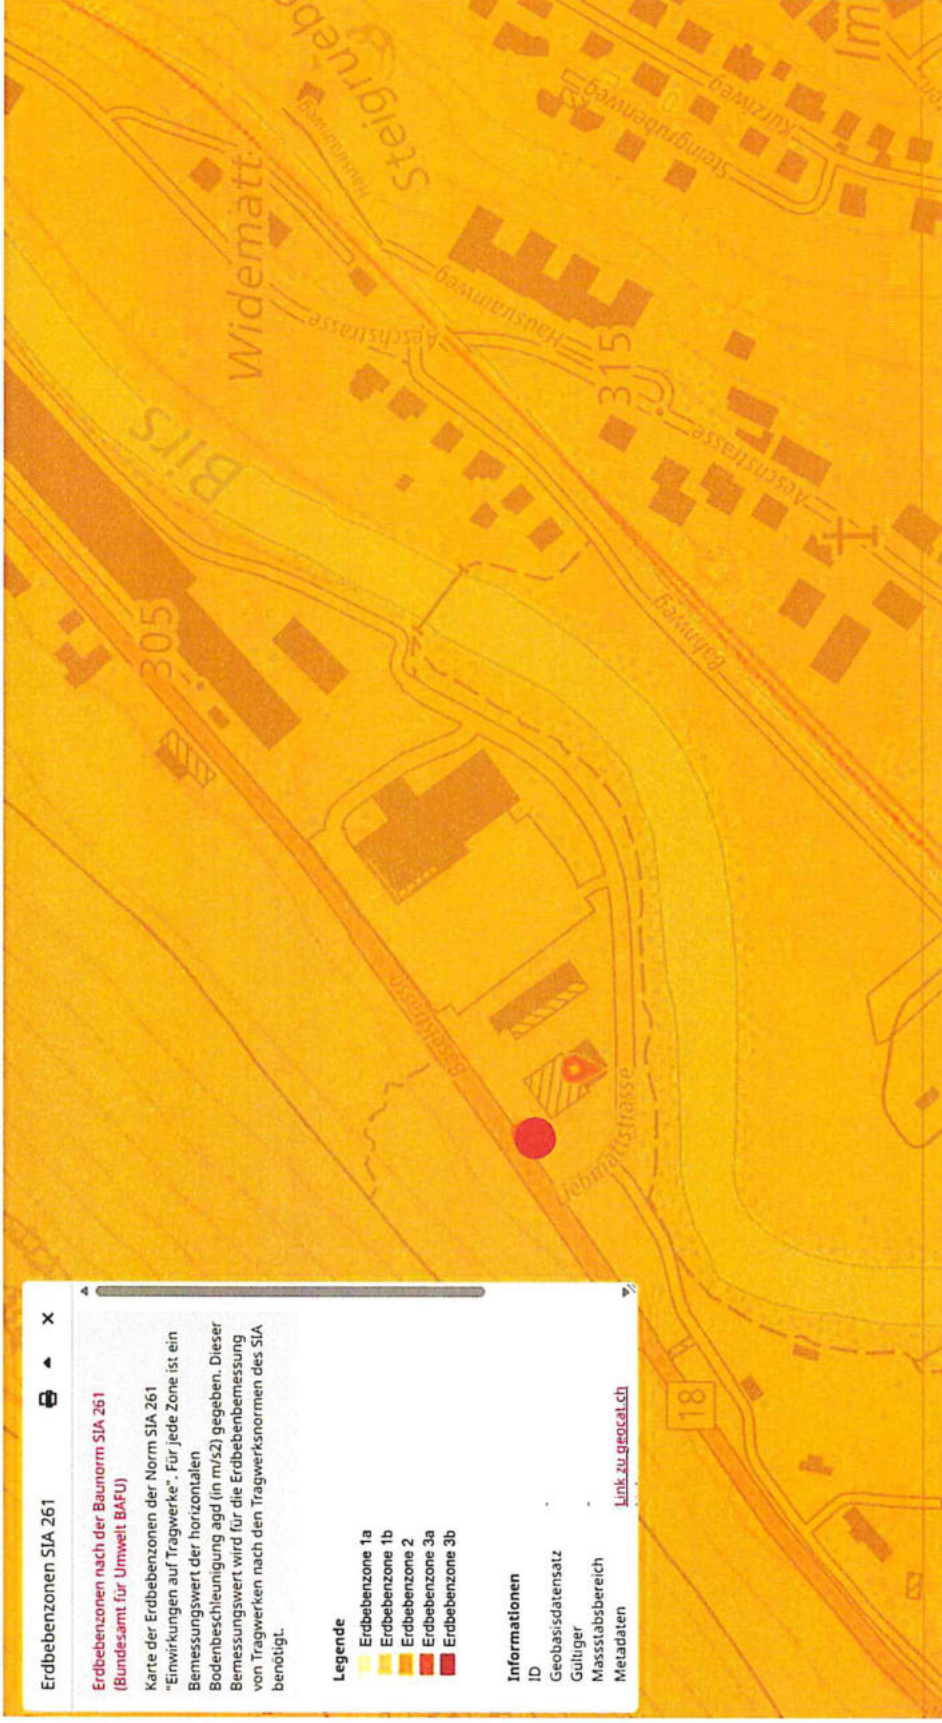 Erdbebenzonen SIA 261
Erdbebenzonen nach der Baunorm SIA 261
(Bundesamt für Umwelt BAFU)
Karte der Erdbebenzonen der Norm SIA 261
"Einwirkungen auf Tragwerke". Für jede Zone ist ein
Bemessungswert der horizontalen
Bodenbeschleunigung agd (in m/s2) gegeben. Dieser
Bemessungswert wird für die Erdbebenbemessung
von Tragwerken nach den Tragwerksnormen des SIA
benötigt.
Legende
Erdbebenzone 1a
Erdbebenzone 1b
Erdbebenzone 2
Erdbebenzone 3a
Erdbebenzone 3b
Informationen
ID -
Geobasisdatensatz
Gültiger -
Massstabsbereich
Metadaten Link zu geocat.ch
18
Liebmattstrasse
Baselstrasse
305
Birs
Widematt
Aeschstrasse
Hausrainweg
Hausrainweg
315
Aeschstrasse
Bahnweg
Steingrubenweg
Kurziweg
Im